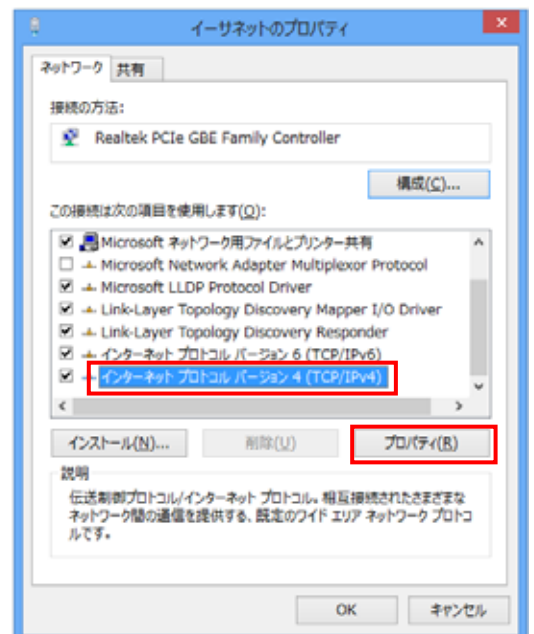 イーサネットのプロパティ
ネットワーク 共有
接続の方法:
Realtek PCIe GBE Family Controller
構成(C)...
この接続は次の項目を使用します(O):
Microsoft ネットワーク用ファイルとプリンター共有
Microsoft Network Adapter Multiplexor Protocol
Microsoft LLDP Protocol Driver
Link-Layer Topology Discovery Mapper I/O Driver
Link-Layer Topology Discovery Responder
インターネット プロトコル バージョン 6 (TCP/IPv6)
インターネット プロトコル バージョン 4 (TCP/IPv4)
インストール(N)... 削除(U) プロパティ(R)
説明
伝送制御プロトコル/インターネット プロトコル。相互接続されたさまざまな
ネットワーク間の通信を提供する、既定のワイド エリア ネットワーク プロトコ
ルです。
OK キャンセル